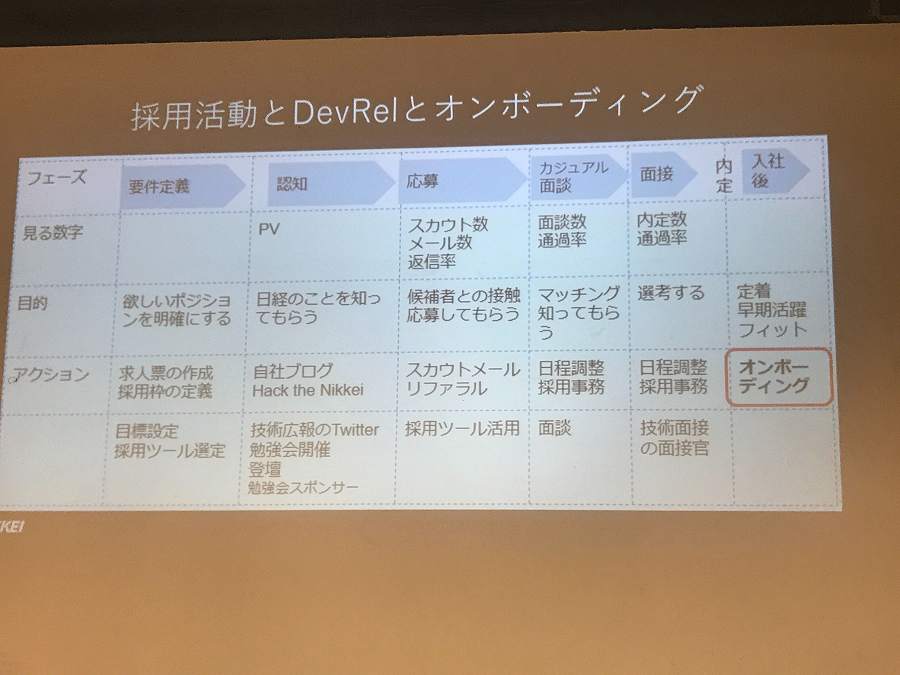 採用活動とDevRelとオンボーディング
フェーズ 要件定義 認知 応募 カジュアル面談 面接 内定 入社後
見る数字 PV スカウト数 面談数 内定数
メール数 通過率 通過率
返信率
目的 欲しいポジショ 日経のことを知っ 候補者との接触 マッチング 選考する 定着
ンを明確にする てもらう 応募してもらう 知ってもら 早期活躍
う フィット
アクション 求人票の作成 自社ブログ スカウトメール 日程調整 日程調整 オンボー
採用枠の定義 Hack the Nikkei リファラル 採用事務 採用事務 ディング
目標設定 技術広報のTwitter 採用ツール活用 面談 技術面接
採用ツール選定 勉強会開催 の面接官
登壇
勉強会スポンサー
KEI